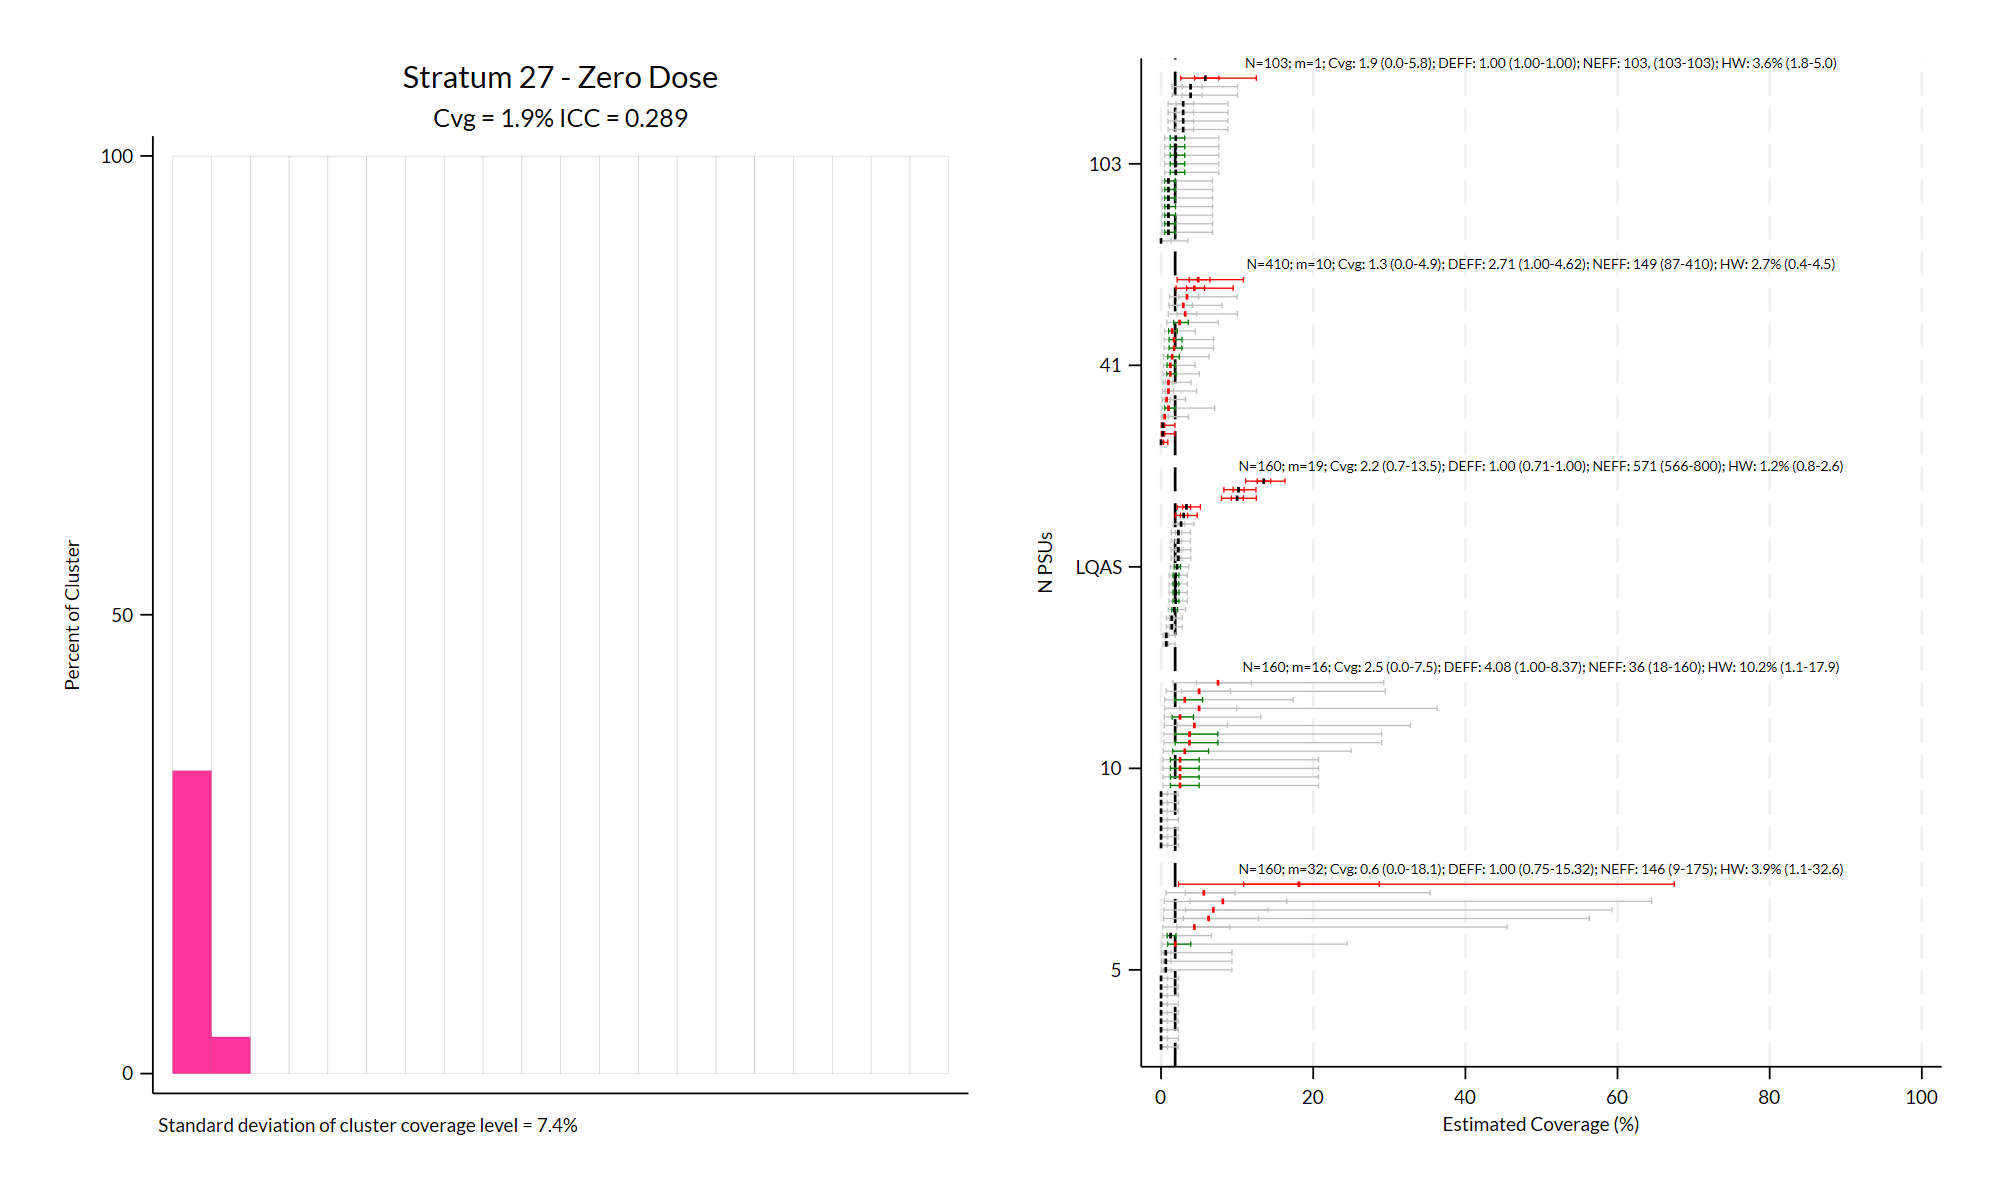 Stratum 27 - Zero Dose
Cvg = 1.9% ICC = 0.289
100
50
0
Percent of Cluster
Standard deviation of cluster coverage level = 7.4%
N=103; m=1; Cvg: 1.9 (0.0-5.8); DEFF: 1.00 (1.00-1.00); NEFF: 103, (103-103); HW: 3.6% (1.8-5.0)
103
N=410; m=10; Cvg: 1.3 (0.0-4.9); DEFF: 2.71 (1.00-4.62); NEFF: 149 (87-410); HW: 2.7% (0.4-4.5)
41
N=160; m=19; Cvg: 2.2 (0.7-13.5); DEFF: 1.00 (0.71-1.00); NEFF: 571 (566-800); HW: 1.2% (0.8-2.6)
LQAS
N PSUs
N=160; m=16; Cvg: 2.5 (0.0-7.5); DEFF: 4.08 (1.00-8.37); NEFF: 36 (18-160); HW: 10.2% (1.1-17.9)
10
N=160; m=32; Cvg: 0.6 (0.0-18.1); DEFF: 1.00 (0.75-15.32); NEFF: 146 (9-175); HW: 3.9% (1.1-32.6)
5
0 20 40 60 80 100
Estimated Coverage (%)